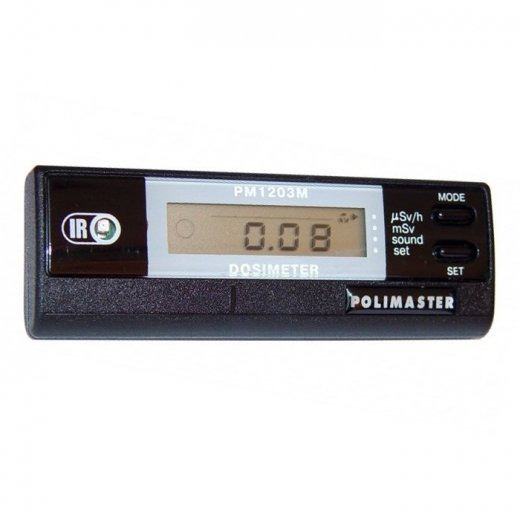 PM1203M
IR
0.08
DOSIMETER
MODE
µSv/h
mSv
sound
set
SET
POLIMASTER